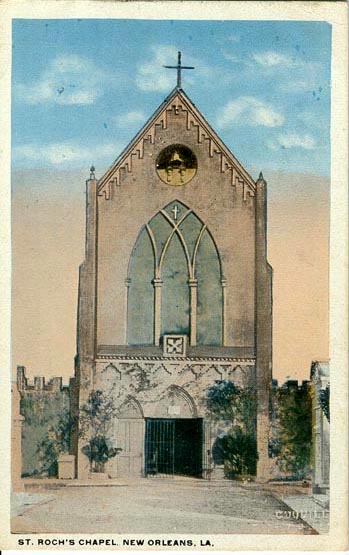 ST. ROCH'S CHAPEL, NEW ORLEANS, LA.